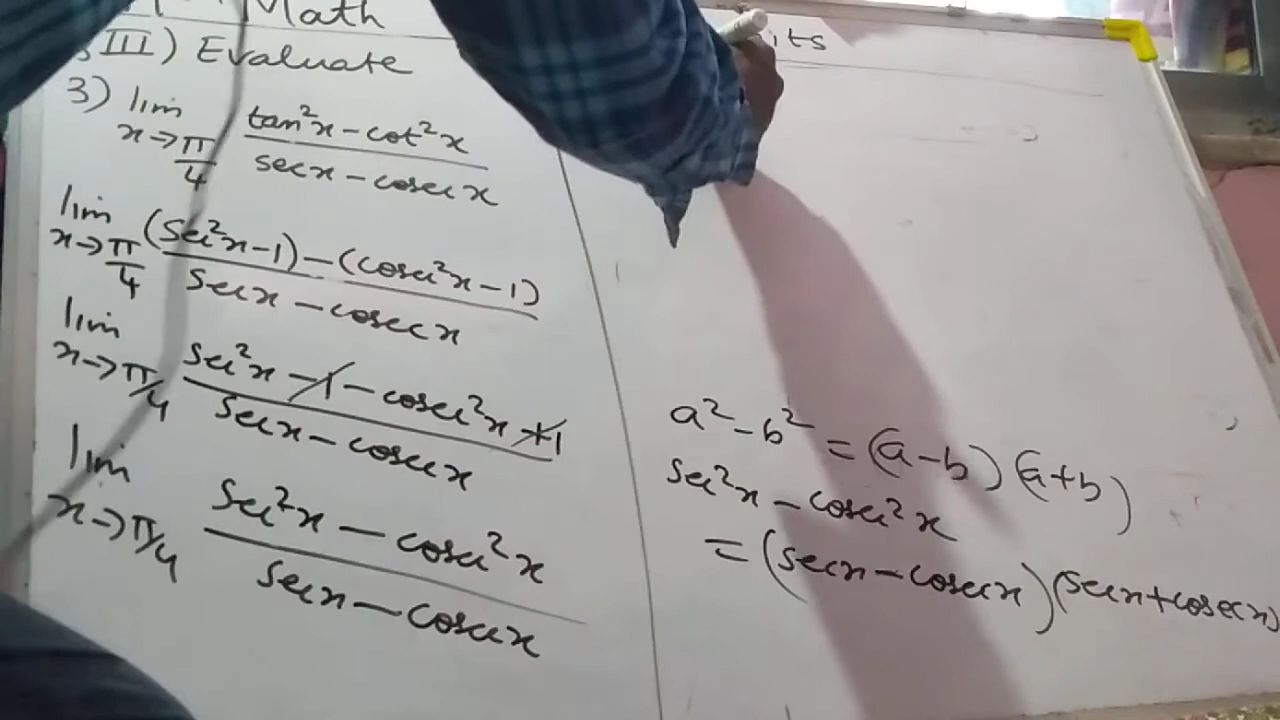 Math
III) Evaluate
3) lim x→π/4 (tan²x – cot²x)/(secx – cosecx)
lim x→π/4 ((sec²x – 1) – (cosec²x – 1))/(secx – cosecx)
lim x→π/4 (sec²x – 1 – cosec²x + 1)/(secx – cosecx)
lim x→π/4 (sec²x – cosec²x)/(secx – cosecx)
its
a² – b² = (a – b) (a + b)
sec²x – cosec²x
= (secx – cosecx) (secx + cosecx)